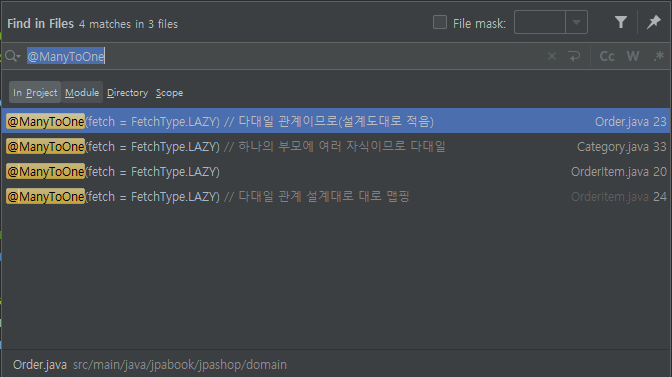 Find in Files 4 matches in 3 files File mask:
@ManyToOne Cc W .*
In Project Module Directory Scope
@ManyToOne(fetch = FetchType.LAZY) // 다대일 관계이므로(설계도대로 적음) Order.java 23
@ManyToOne(fetch = FetchType.LAZY) // 하나의 부모에 여러 자식이므로 다대일 Category.java 33
@ManyToOne(fetch = FetchType.LAZY) OrderItem.java 20
@ManyToOne(fetch = FetchType.LAZY) // 다대일 관계 설계대로 대로 맵핑 OrderItem.java 24
Order.java src/main/java/jpabook/jpashop/domain